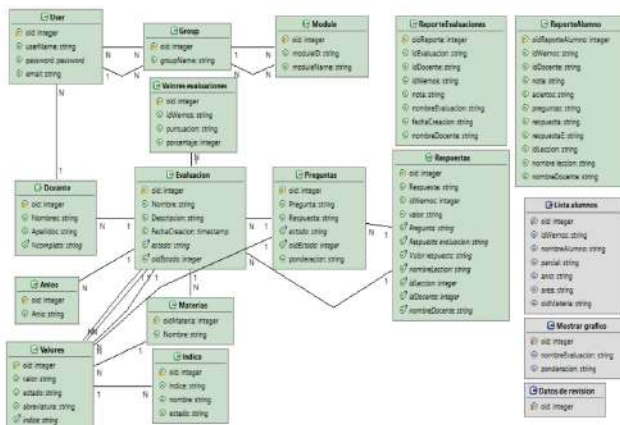 User
oid: integer
userName: string
password: password
email: string
Group
oid: integer
groupName: string
Module
oid: integer
moduleID: string
moduleName: string
ReporteEvaluaciones
oidReporte: integer
idEvaluacion: string
idDocente: string
idWemos: string
nota: string
nombreEvaluacion: string
fechaCreacion: string
nombreDocente: string
ReporteAlumno
oidReporteAlumno: integer
idWemos: string
idDocente: string
nota: string
aciertos: string
preguntas: string
respuesta: string
respuestaE: string
idLeccion: string
nombre leccion: string
nombreDocente: string
Valores evaluaciones
oid: integer
idWemos: string
puntuacion: string
porcentaje: integer
Docente
oid: integer
Nombres: string
Apellidos: string
Ncompleto: string
Evaluacion
oid: integer
Nombre: string
Descripcion: string
FechaCreacion: timestamp
estado: string
oidEstado: integer
Preguntas
oid: integer
Pregunta: string
Respuesta: string
estado: string
oidEstado: integer
ponderacion: string
Respuestas
oid: integer
Respuesta: string
idWemos: integer
valor: string
Pregunta: string
Respuesta evaluacion: string
Valor respuesta: string
nombreLeccion: string
idLeccion: integer
idDocente: integer
nombreDocente: string
Lista alumnos
oid: integer
idWemos: string
nombreAlumno: string
parcial: string
anio: string
area: string
oidMateria: string
Anios
oid: integer
Anio: string
Materias
oidMateria: integer
Nombre: string
Mostrar grafico
oid: integer
nombreEvaluacion: string
ponderacion: string
Valores
oid: integer
valor: string
estado: string
abreviatura: string
indice: string
Indice
oid: integer
indice: string
nombre: string
estado: string
Datos de revision
oid: integer